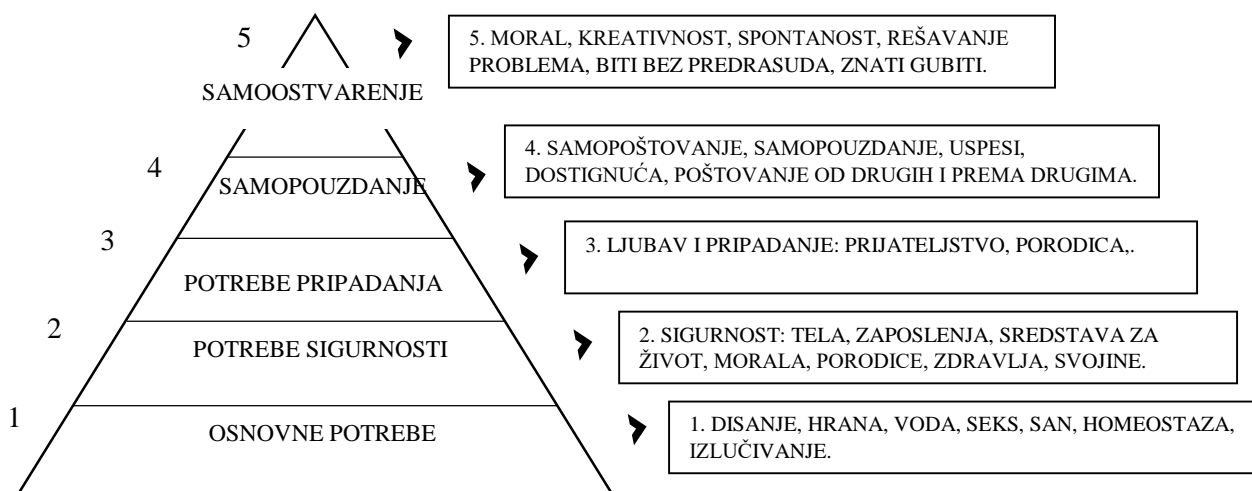 5
5. MORAL, KREATIVNOST, SPONTANOST, REŠAVANJE
PROBLEMA, BITI BEZ PREDRASUDA, ZNATI GUBITI.
SAMOOSTVARENJE
4
4. SAMOPOŠTOVANJE, SAMOPOUZDANJE, USPESI,
DOSTIGNUĆA, POŠTOVANJE OD DRUGIH I PREMA DRUGIMA.
SAMOPOUZDANJE
3
3. LJUBAV I PRIPADANJE: PRIJATELJSTVO, PORODICA,.
POTREBE PRIPADANJA
2
2. SIGURNOST: TELA, ZAPOSLENJA, SREDSTAVA ZA
ŽIVOT, MORALA, PORODICE, ZDRAVLJA, SVOJINE.
POTREBE SIGURNOSTI
1
1. DISANJE, HRANA, VODA, SEKS, SAN, HOMEOSTAZA,
IZLUČIVANJE.
OSNOVNE POTREBE